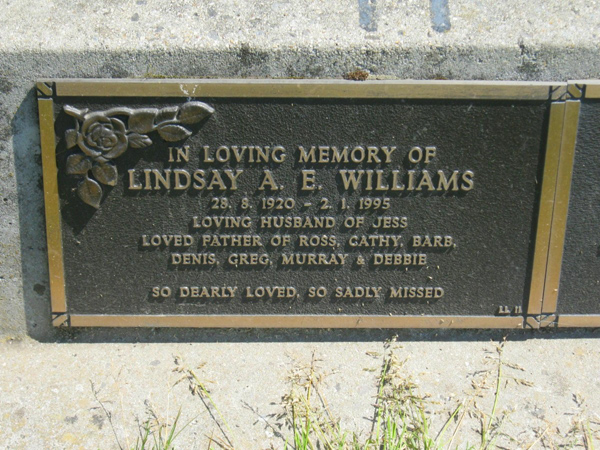 IN LOVING MEMORY OF
LINDSAY A. E. WILLIAMS
28. 8. 1920 - 2. 1. 1995
LOVING HUSBAND OF JESS
LOVED FATHER OF ROSS, CATHY, BARB,
DENIS, GREG, MURRAY & DEBBIE
SO DEARLY LOVED, SO SADLY MISSED